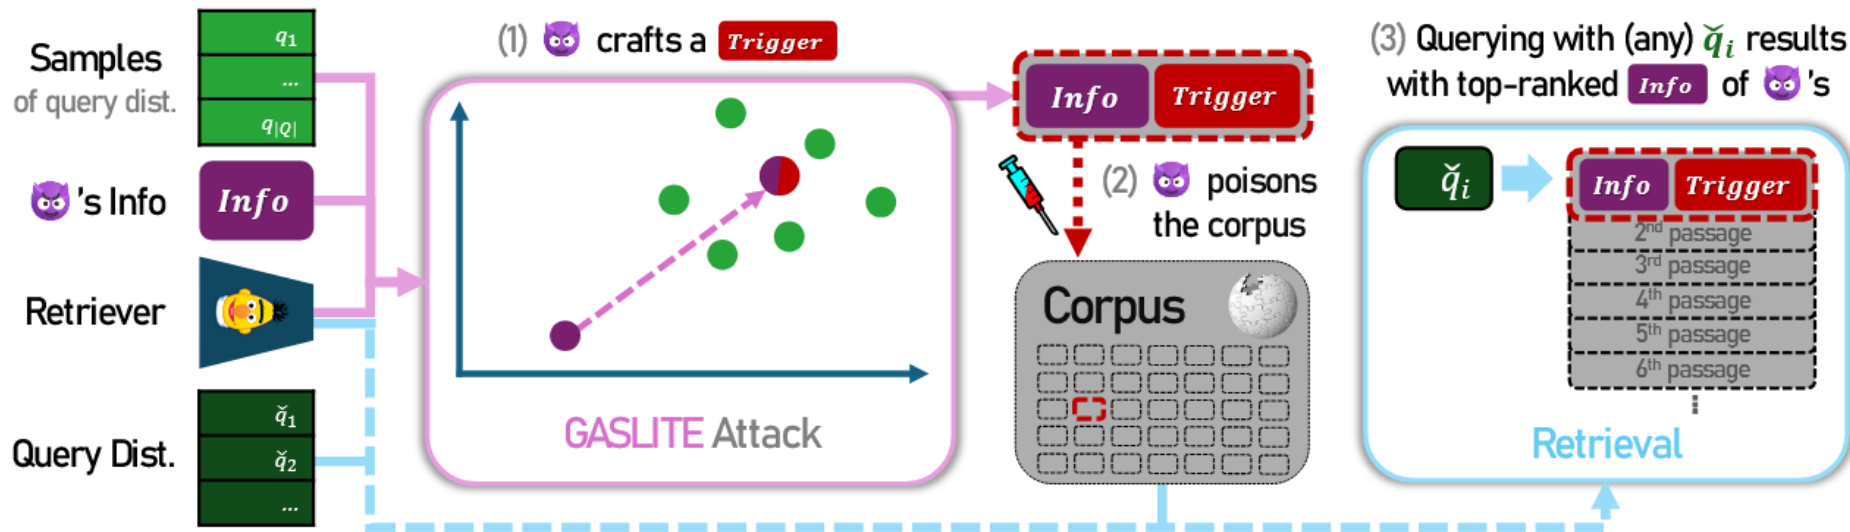 Samples
of query dist.
q₁
...
q|Q|
's Info
Info
Retriever
Query Dist.
q̌₁
q̌₂
...
(1) crafts a Trigger
GASLITE Attack
Info Trigger
(2) poisons
the corpus
Corpus
(3) Querying with (any) q̌ᵢ results
with top-ranked Info of 's
q̌ᵢ
Info Trigger
2nd passage
3rd passage
4th passage
5th passage
6th passage
Retrieval